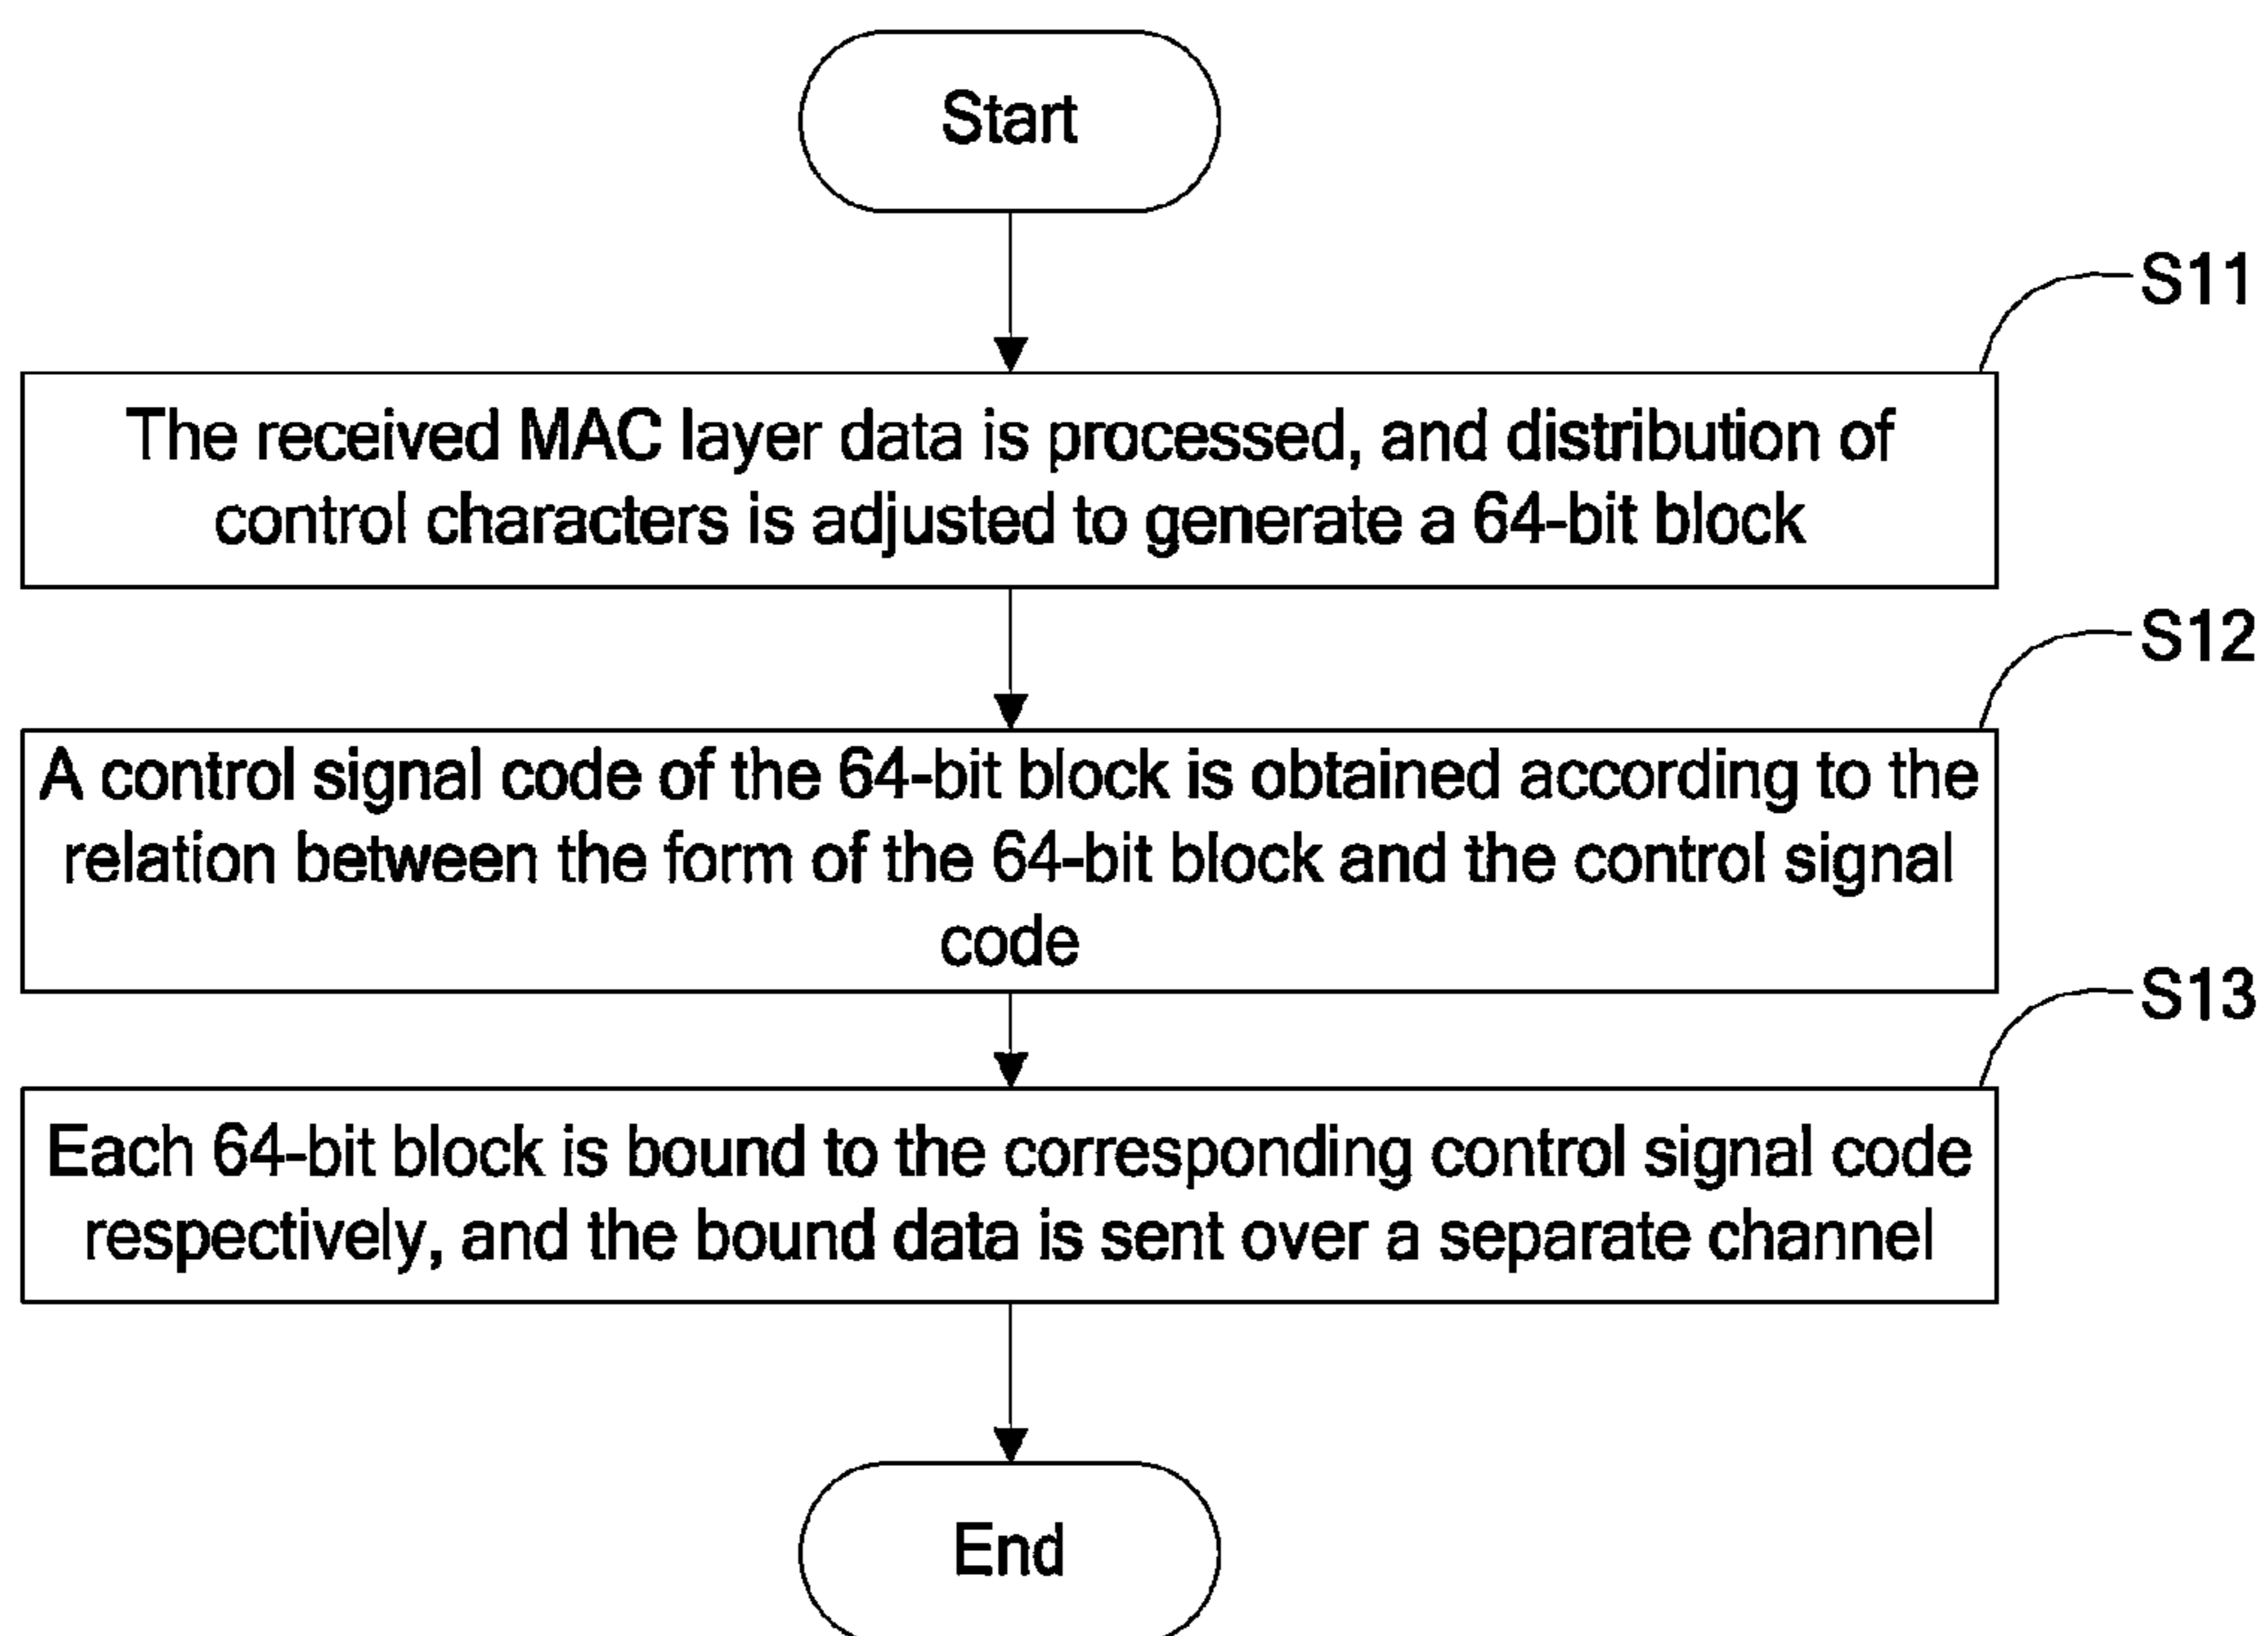 Start
S11
The received MAC layer data is processed, and distribution of
control characters is adjusted to generate a 64-bit block
S12
A control signal code of the 64-bit block is obtained according to the
relation between the form of the 64-bit block and the control signal
code
S13
Each 64-bit block is bound to the corresponding control signal code
respectively, and the bound data is sent over a separate channel
End